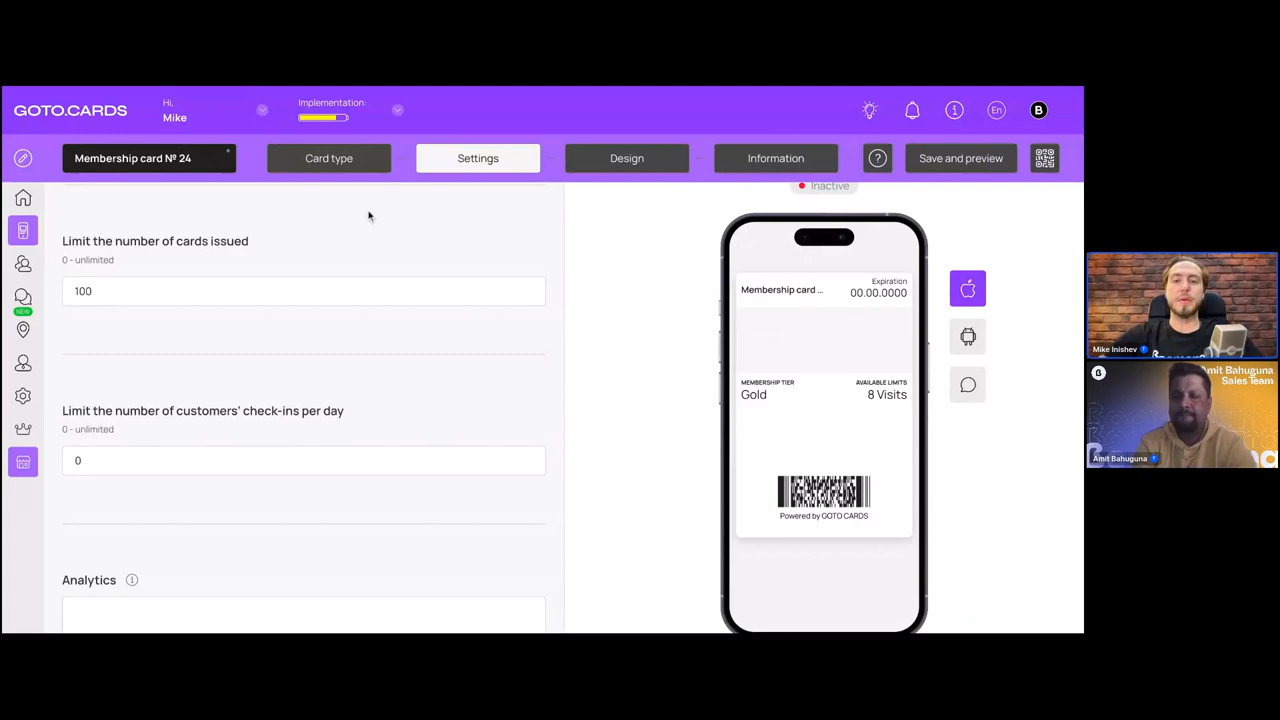 GOTO.CARDS
Hi,
Mike
Implementation:
En
B
Membership card № 24 *
Card type
Settings
Design
Information
?
Save and preview
Inactive
Limit the number of cards issued
0 - unlimited
100
Limit the number of customers' check-ins per day
0 - unlimited
0
Analytics
NEW
Membership card ...
Expiration
00.00.0000
MEMBERSHIP TIER
AVAILABLE LIMITS
Gold
8 Visits
Powered by GOTO CARDS
Mike Inishev
Amit Bahuguna
Sales Team
Amit Bahuguna